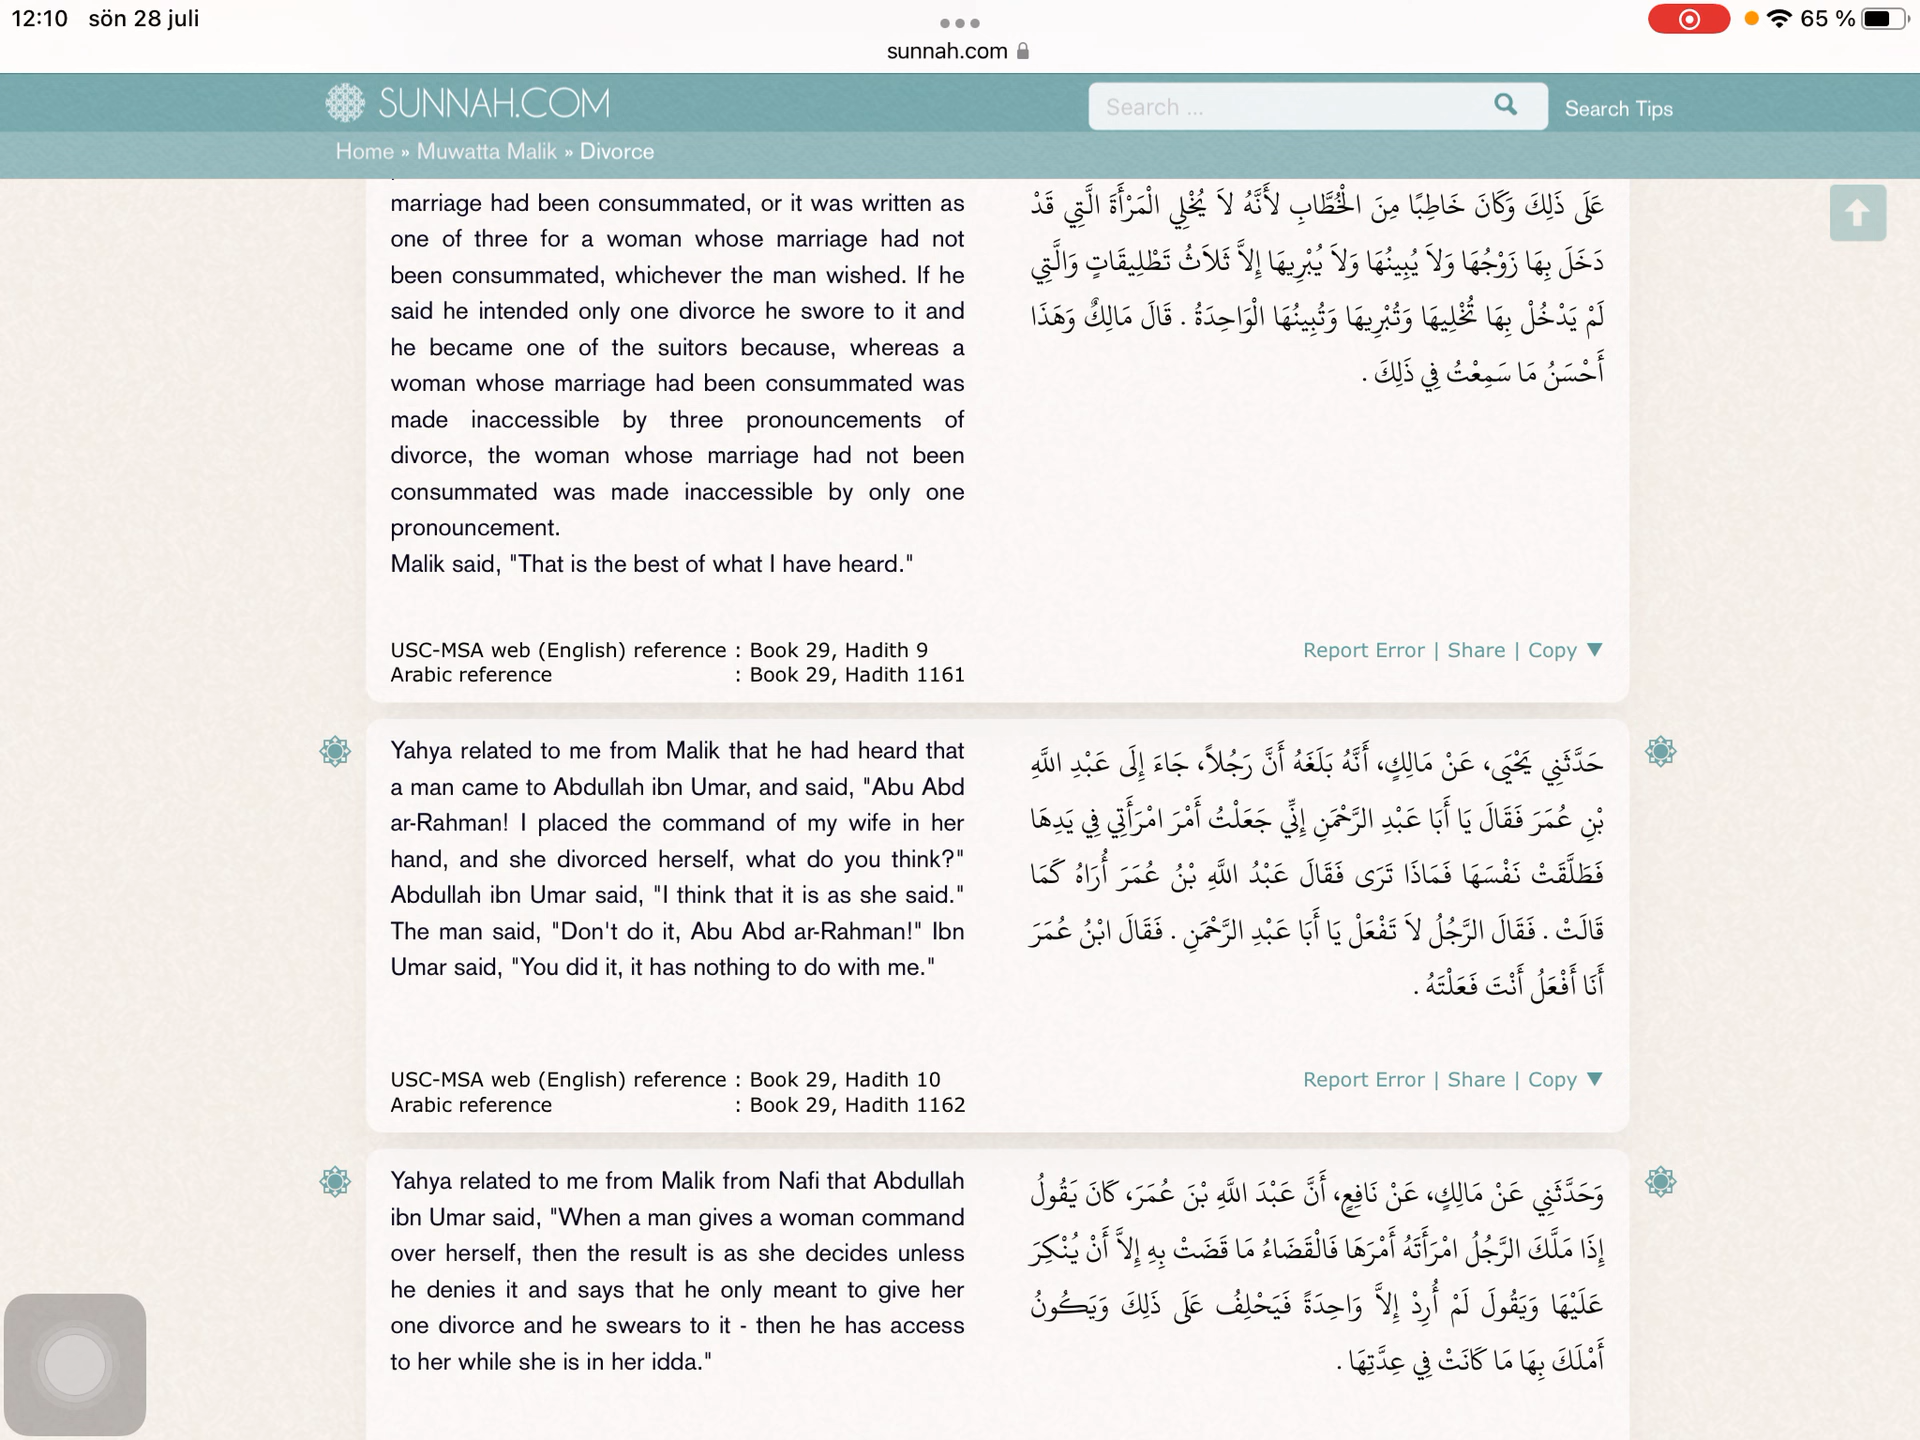 12:10 sön 28 juli
65 %
sunnah.com
SUNNAH.COM
Search ...
Search Tips
Home » Muwatta Malik » Divorce
marriage had been consummated, or it was written as
one of three for a woman whose marriage had not
been consummated, whichever the man wished. If he
said he intended only one divorce he swore to it and
he became one of the suitors because, whereas a
woman whose marriage had been consummated was
made inaccessible by three pronouncements of
divorce, the woman whose marriage had not been
consummated was made inaccessible by only one
pronouncement.
Malik said, "That is the best of what I have heard."
عَلَى ذَلِكَ وَكَانَ خَاطِبًا مِنَ الْخُطَّابِ لأَنَّهُ لاَ يُخْلِي الْمَرْأَةَ الَّتِي قَدْ
دَخَلَ بِهَا زَوْجُهَا وَلاَ يُبِينُهَا وَلاَ يُبْرِيهَا إِلاَّ ثَلاَثُ تَطْلِيقَاتٍ وَالَّتِي
لَمْ يَدْخُلْ بِهَا تُخْلِيهَا وَتُبْرِيهَا وَتُبِينُهَا الْوَاحِدَةُ . قَالَ مَالِكٌ وَهَذَا
أَحْسَنُ مَا سَمِعْتُ فِي ذَلِكَ .
USC-MSA web (English) reference : Book 29, Hadith 9
Arabic reference : Book 29, Hadith 1161
Report Error | Share | Copy ▼
Yahya related to me from Malik that he had heard that
a man came to Abdullah ibn Umar, and said, "Abu Abd
ar-Rahman! I placed the command of my wife in her
hand, and she divorced herself, what do you think?"
Abdullah ibn Umar said, "I think that it is as she said."
The man said, "Don't do it, Abu Abd ar-Rahman!" Ibn
Umar said, "You did it, it has nothing to do with me."
حَدَّثَنِي يَحْيَى، عَنْ مَالِكٍ، أَنَّهُ بَلَغَهُ أَنَّ رَجُلاً، جَاءَ إِلَى عَبْدِ اللَّهِ
بْنِ عُمَرَ فَقَالَ يَا أَبَا عَبْدِ الرَّحْمَنِ إِنِّي جَعَلْتُ أَمْرَ امْرَأَتِي فِي يَدِهَا
فَطَلَّقَتْ نَفْسَهَا فَمَاذَا تَرَى فَقَالَ عَبْدُ اللَّهِ بْنُ عُمَرَ أُرَاهُ كَمَا
قَالَتْ . فَقَالَ الرَّجُلُ لاَ تَفْعَلْ يَا أَبَا عَبْدِ الرَّحْمَنِ . فَقَالَ ابْنُ عُمَرَ
أَنَا أَفْعَلُ أَنْتَ فَعَلْتَهُ .
USC-MSA web (English) reference : Book 29, Hadith 10
Arabic reference : Book 29, Hadith 1162
Report Error | Share | Copy ▼
Yahya related to me from Malik from Nafi that Abdullah
ibn Umar said, "When a man gives a woman command
over herself, then the result is as she decides unless
he denies it and says that he only meant to give her
one divorce and he swears to it - then he has access
to her while she is in her idda."
وَحَدَّثَنِي عَنْ مَالِكٍ، عَنْ نَافِعٍ، أَنَّ عَبْدَ اللَّهِ بْنَ عُمَرَ، كَانَ يَقُولُ
إِذَا مَلَّكَ الرَّجُلُ امْرَأَتَهُ أَمْرَهَا فَالْقَضَاءُ مَا قَضَتْ بِهِ إِلاَّ أَنْ يُنْكِرَ
عَلَيْهَا وَيَقُولَ لَمْ أُرِدْ إِلاَّ وَاحِدَةً فَيَحْلِفُ عَلَى ذَلِكَ وَيَكُونُ
أَمْلَكَ بِهَا مَا كَانَتْ فِي عِدَّتِهَا .